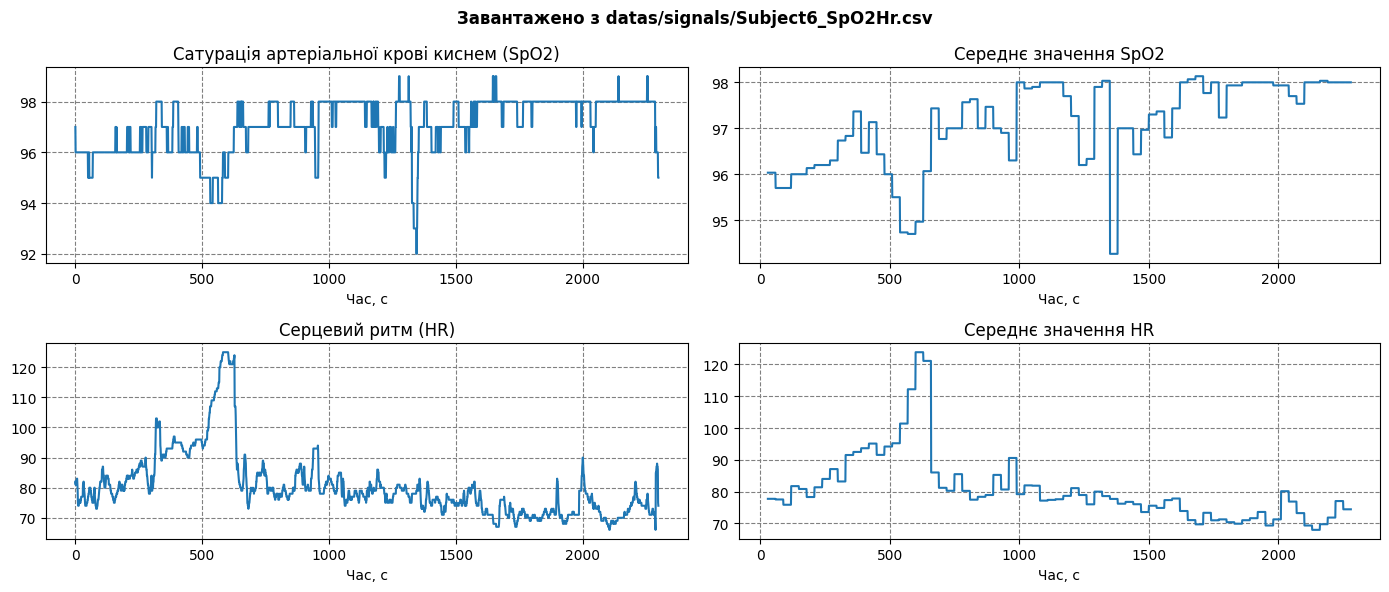 Завантажено з datas/signals/Subject6_SpO2Hr.csv
Сатурація артеріальної крові киснем (SpO2)
98
96
94
92
0 500 1000 1500 2000
Час, с
Середнє значення SpO2
98
97
96
95
0 500 1000 1500 2000
Час, с
Серцевий ритм (HR)
120
110
100
90
80
70
0 500 1000 1500 2000
Час, с
Середнє значення HR
120
110
100
90
80
70
0 500 1000 1500 2000
Час, с